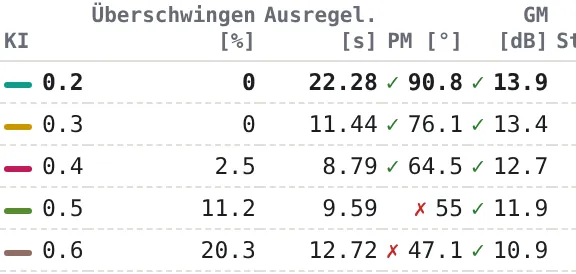 Überschwingen Ausregel. GM
KI [%] [s] PM [°] [dB] St
0.2 0 22.28 ✓ 90.8 ✓ 13.9
0.3 0 11.44 ✓ 76.1 ✓ 13.4
0.4 2.5 8.79 ✓ 64.5 ✓ 12.7
0.5 11.2 9.59 ✗ 55 ✓ 11.9
0.6 20.3 12.72 ✗ 47.1 ✓ 10.9